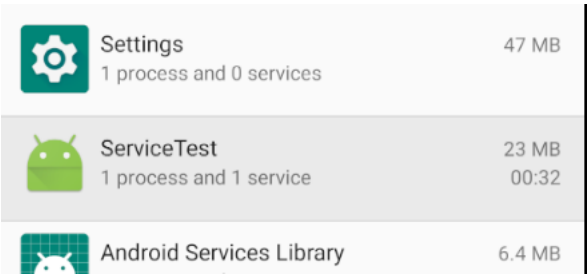 Settings 47 MB
1 process and 0 services
ServiceTest 23 MB
1 process and 1 service 00:32
Android Services Library 6.4 MB